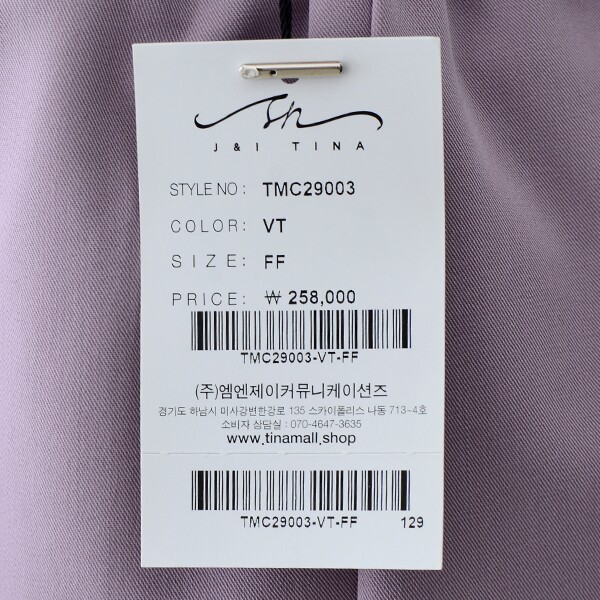 J & I TINA
STYLE NO : TMC29003
COLOR: VT
SIZE: FF
PRICE: ₩ 258,000
TMC29003-VT-FF
(주)엠엔제이커뮤니케이션즈
경기도 하남시 미사강변한강로 135 스카이폴리스 나동 713-4호
소비자 상담실 : 070-4647-3635
www.tinamall.shop
TMC29003-VT-FF 129